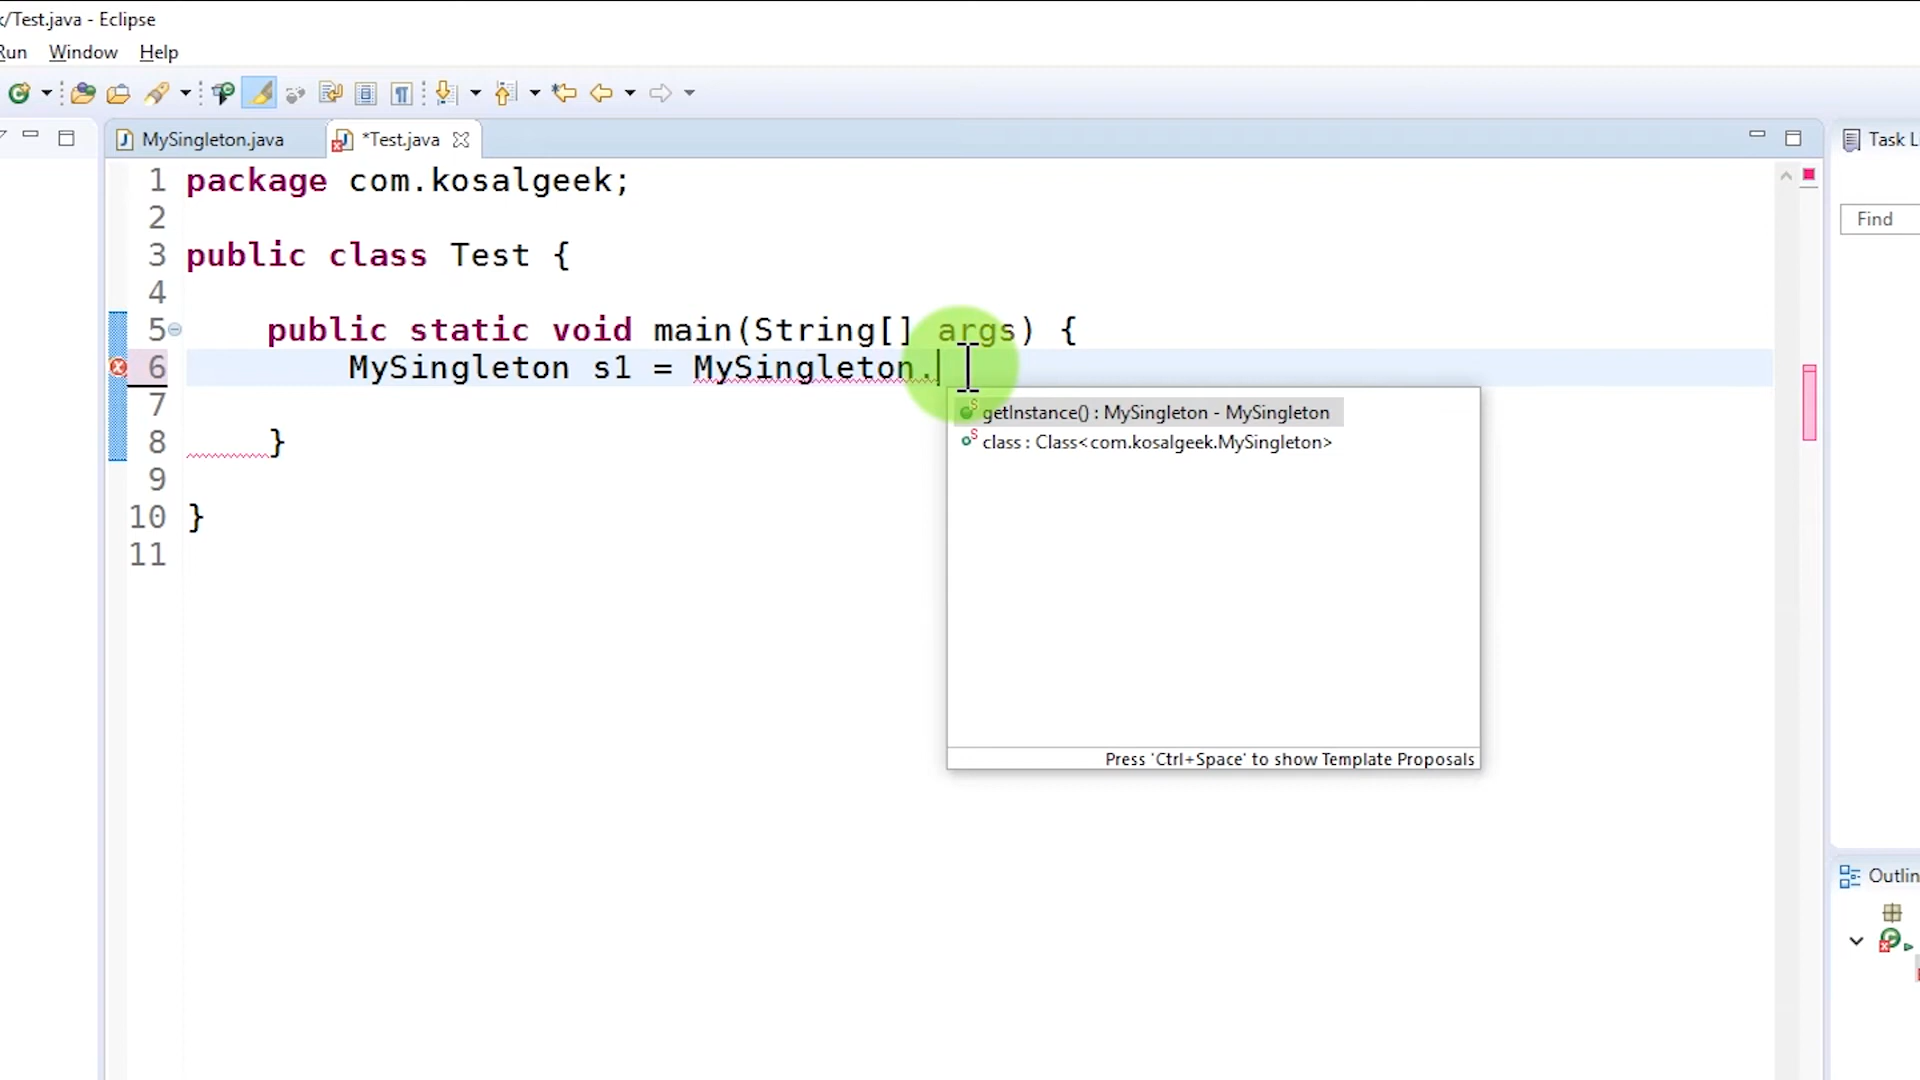 k/Test.java - Eclipse
Run Window Help
MySingleton.java
*Test.java
Task Li
1 package com.kosalgeek;
2
3 public class Test {
4
5 public static void main(String[] args) {
6 MySingleton s1 = MySingleton.
7
8 }
9
10 }
11
getInstance() : MySingleton - MySingleton
class : Class<com.kosalgeek.MySingleton>
Press 'Ctrl+Space' to show Template Proposals
Find
Outlin